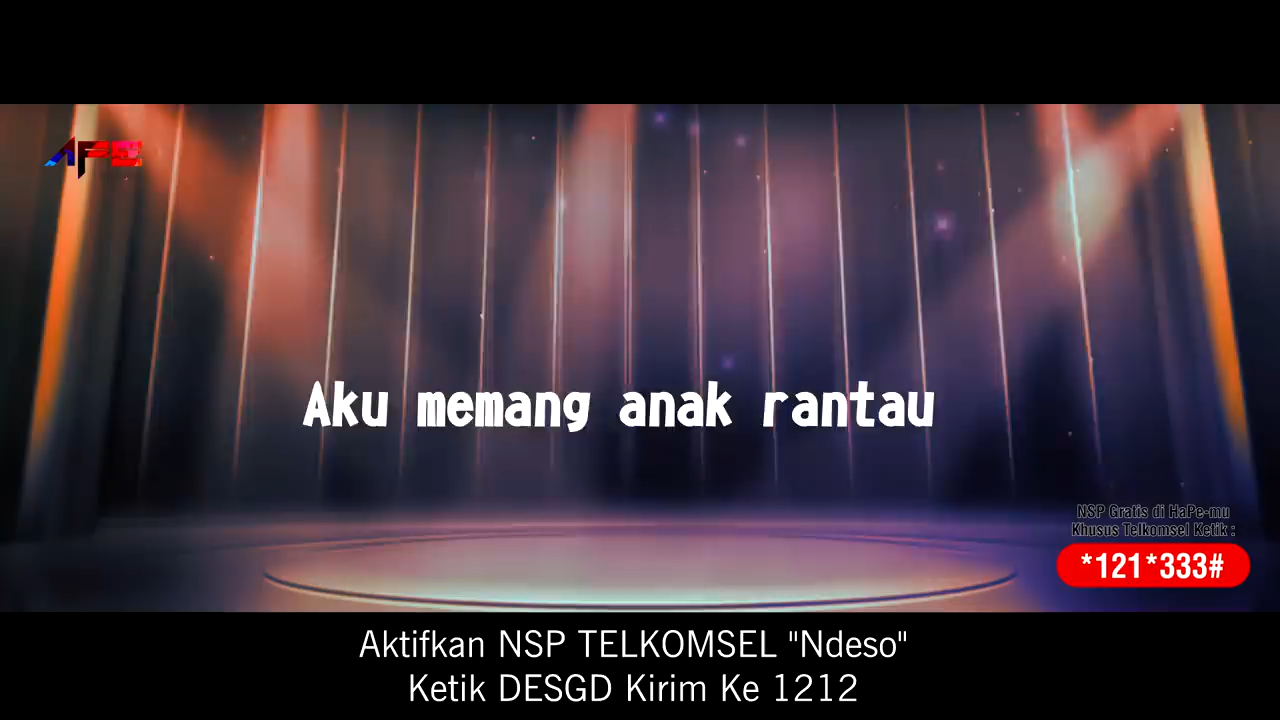 APE
Aku memang anak rantau
NSP Gratis di HaPe-mu
Khusus Telkomsel Ketik :
*121*333#
Aktifkan NSP TELKOMSEL "Ndeso"
Ketik DESGD Kirim Ke 1212